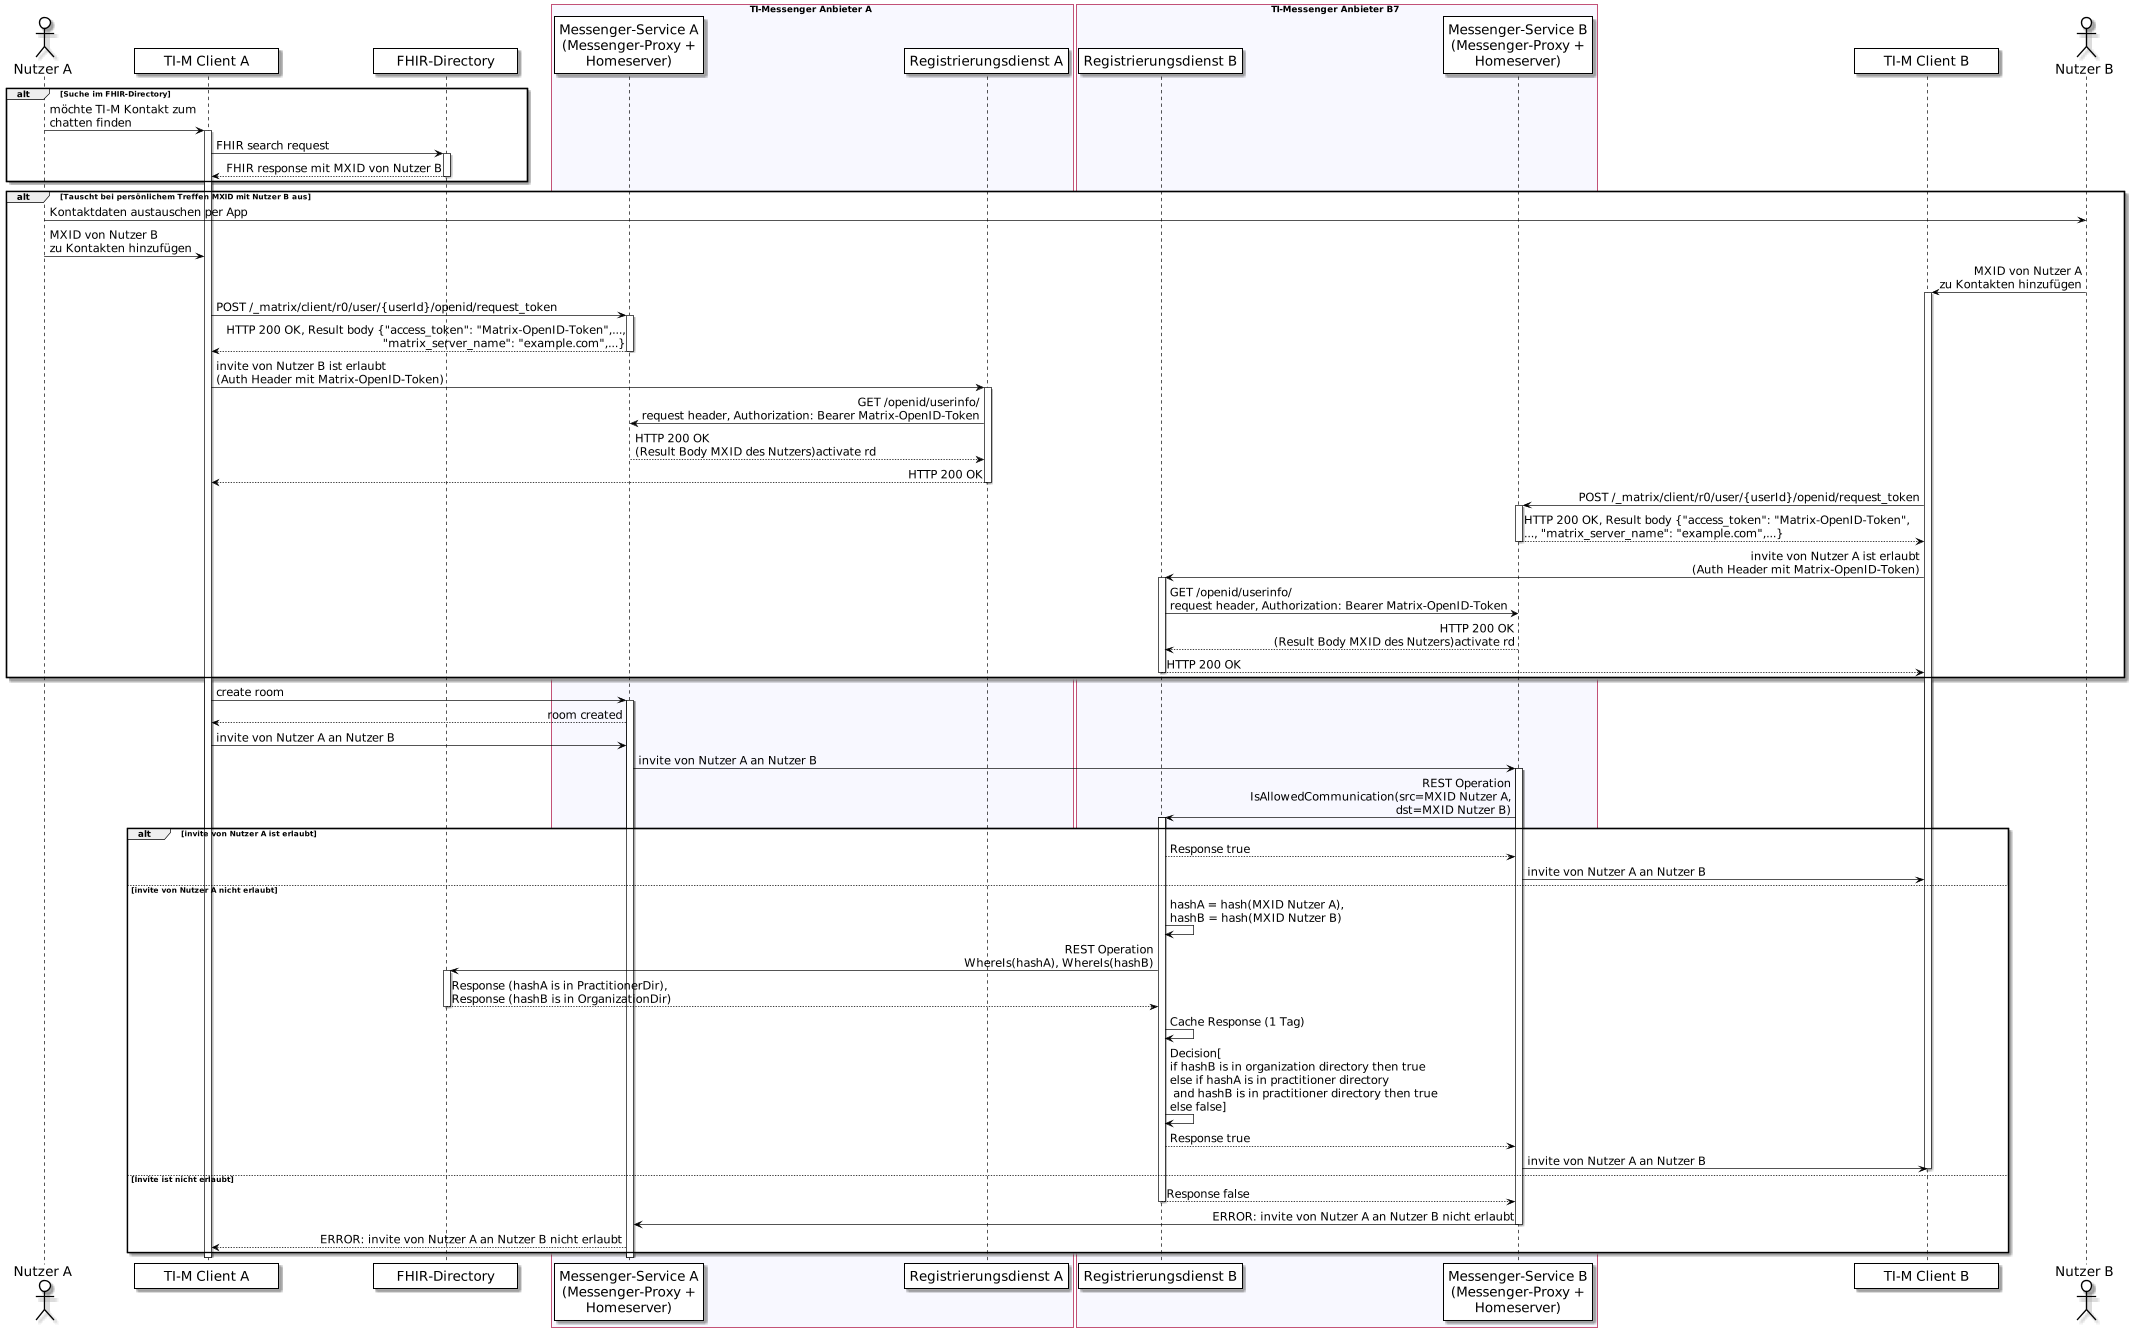 TI-Messenger Anbieter A
TI-Messenger Anbieter B7
Nutzer A
TI-M Client A
FHIR-Directory
Messenger-Service A
(Messenger-Proxy +
Homeserver)
Registrierungsdienst A
Registrierungsdienst B
Messenger-Service B
(Messenger-Proxy +
Homeserver)
TI-M Client B
Nutzer B
alt [Suche im FHIR-Directory]
möchte TI-M Kontakt zum
chatten finden
FHIR search request
FHIR response mit MXID von Nutzer B
alt [Tauscht bei persönlichem Treffen MXID mit Nutzer B aus]
Kontaktdaten austauschen per App
MXID von Nutzer B
zu Kontakten hinzufügen
MXID von Nutzer A
zu Kontakten hinzufügen
POST /_matrix/client/r0/user/{userId}/openid/request_token
HTTP 200 OK, Result body {"access_token": "Matrix-OpenID-Token",...,
"matrix_server_name": "example.com",...}
invite von Nutzer B ist erlaubt
(Auth Header mit Matrix-OpenID-Token)
GET /openid/userinfo/
request header, Authorization: Bearer Matrix-OpenID-Token
HTTP 200 OK
(Result Body MXID des Nutzers)activate rd
HTTP 200 OK
POST /_matrix/client/r0/user/{userId}/openid/request_token
HTTP 200 OK, Result body {"access_token": "Matrix-OpenID-Token",
..., "matrix_server_name": "example.com",...}
invite von Nutzer A ist erlaubt
(Auth Header mit Matrix-OpenID-Token)
GET /openid/userinfo/
request header, Authorization: Bearer Matrix-OpenID-Token
HTTP 200 OK
(Result Body MXID des Nutzers)activate rd
HTTP 200 OK
create room
room created
invite von Nutzer A an Nutzer B
invite von Nutzer A an Nutzer B
REST Operation
IsAllowedCommunication(src=MXID Nutzer A,
dst=MXID Nutzer B)
alt [invite von Nutzer A ist erlaubt]
Response true
invite von Nutzer A an Nutzer B
[invite von Nutzer A nicht erlaubt]
hashA = hash(MXID Nutzer A),
hashB = hash(MXID Nutzer B)
REST Operation
WhereIs(hashA), WhereIs(hashB)
Response (hashA is in PractitionerDir),
Response (hashB is in OrganizationDir)
Cache Response (1 Tag)
Decision[
if hashB is in organization directory then true
else if hashA is in practitioner directory
and hashB is in practitioner directory then true
else false]
Response true
invite von Nutzer A an Nutzer B
[Invite ist nicht erlaubt]
Response false
ERROR: invite von Nutzer A an Nutzer B nicht erlaubt
ERROR: invite von Nutzer A an Nutzer B nicht erlaubt
Nutzer A
TI-M Client A
FHIR-Directory
Messenger-Service A
(Messenger-Proxy +
Homeserver)
Registrierungsdienst A
Registrierungsdienst B
Messenger-Service B
(Messenger-Proxy +
Homeserver)
TI-M Client B
Nutzer B